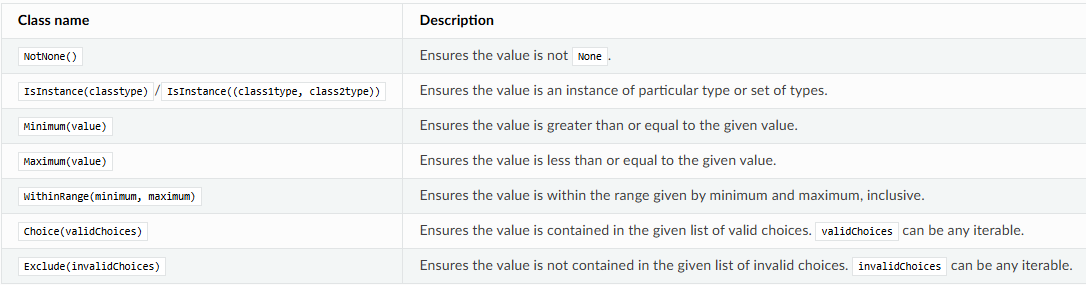 Class name Description
NotNone() Ensures the value is not None.
IsInstance(classtype)/IsInstance((class1type, class2type)) Ensures the value is an instance of particular type or set of types.
Minimum(value) Ensures the value is greater than or equal to the given value.
Maximum(value) Ensures the value is less than or equal to the given value.
WithinRange(minimum, maximum) Ensures the value is within the range given by minimum and maximum, inclusive.
Choice(validChoices) Ensures the value is contained in the given list of valid choices. validChoices can be any iterable.
Exclude(invalidChoices) Ensures the value is not contained in the given list of invalid choices. invalidChoices can be any iterable.